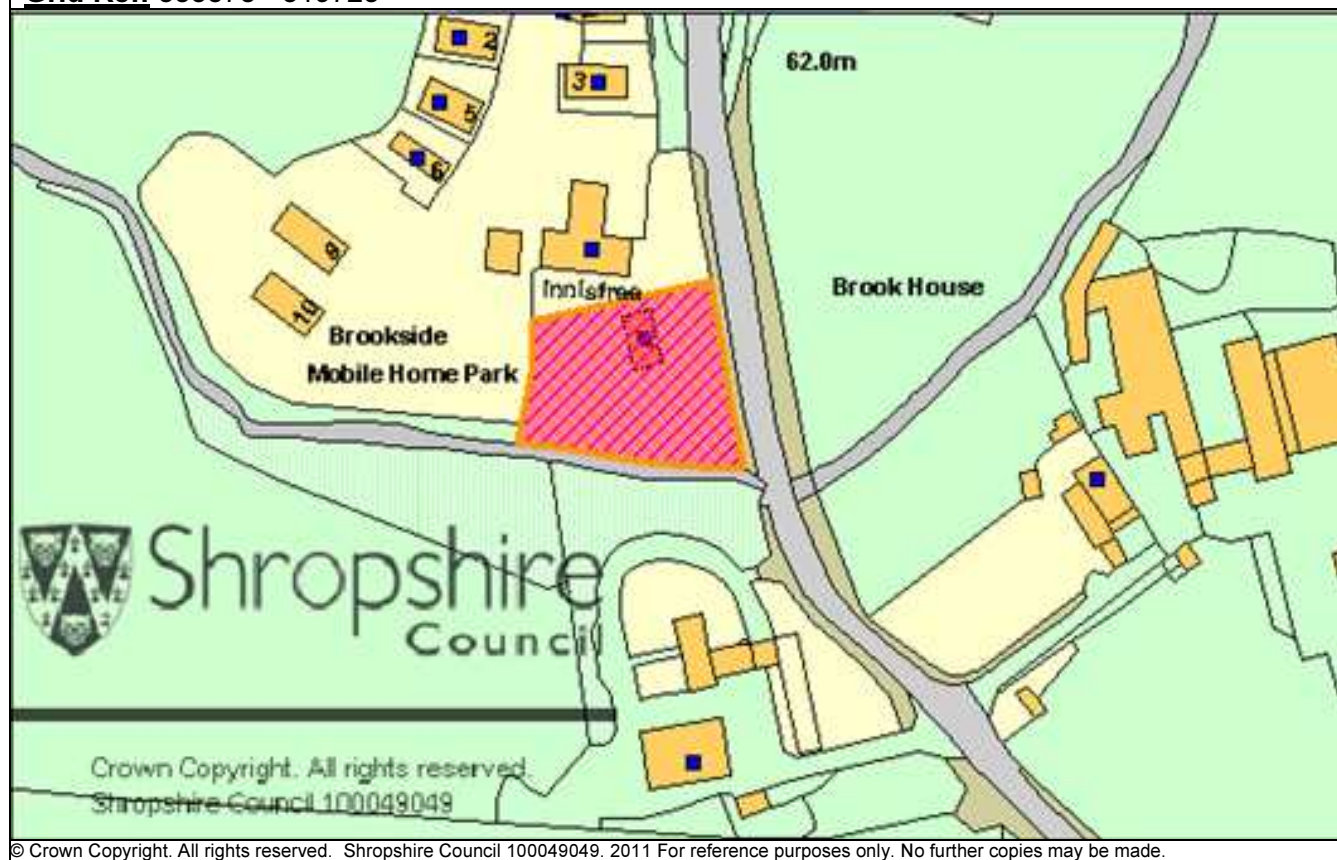 62.0m
2
3
5
6
Innisfree
Brook House
9
10
Brookside
Mobile Home Park
Shropshire
Council
Crown Copyright. All rights reserved.
Shropshire Council 100049049
© Crown Copyright. All rights reserved. Shropshire Council 100049049. 2011 For reference purposes only. No further copies may be made.